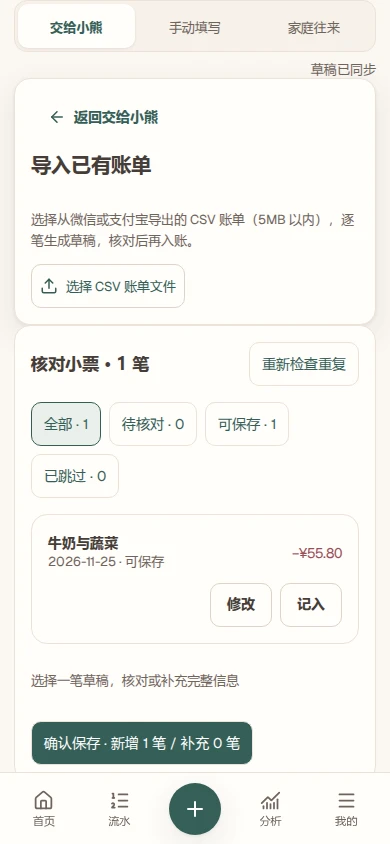 交给小熊
手动填写
家庭往来
草稿已同步
返回交给小熊
导入已有账单
选择从微信或支付宝导出的 CSV 账单（5MB 以内），逐
笔生成草稿，核对后再入账。
选择 CSV 账单文件
核对小票 • 1 笔
重新检查重复
全部 · 1
待核对 · 0
可保存 · 1
已跳过 · 0
牛奶与蔬菜
2026-11-25 · 可保存
−¥55.80
修改
记入
选择一笔草稿，核对或补充完整信息
确认保存 · 新增 1 笔 / 补充 0 笔
首页
流水
分析
我的